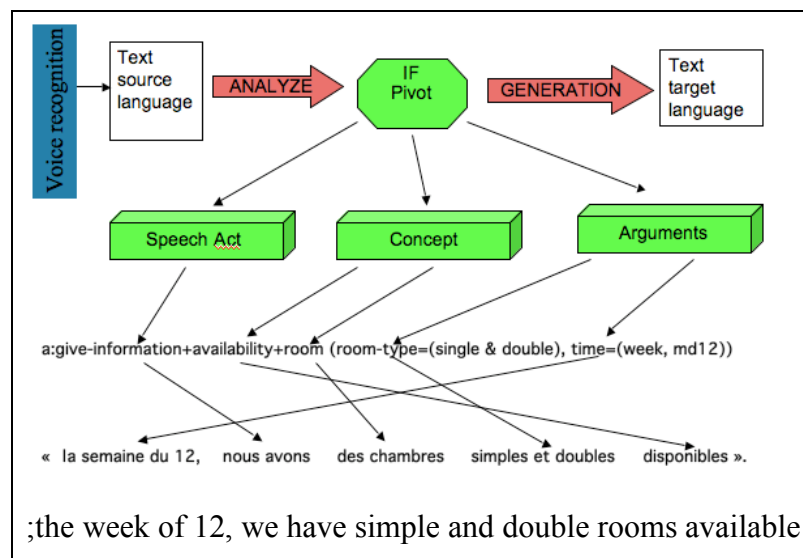 Voice recognition
Text
source
language
ANALYZE
IF
Pivot
GENERATION
Text
target
language
Speech Act
Concept
Arguments
a:give-information+availability+room (room-type=(single & double), time=(week, md12))
« la semaine du 12, nous avons des chambres simples et doubles disponibles ».
;the week of 12, we have simple and double rooms available